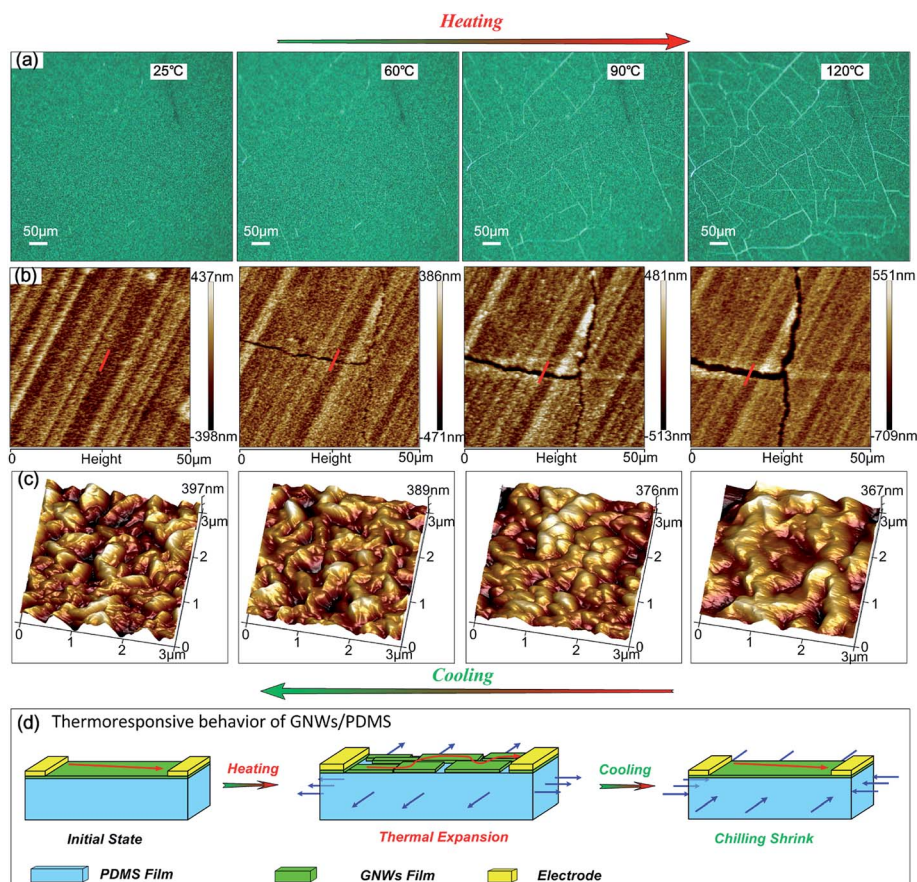 Heating
(a)
25℃
60℃
90℃
120℃
50μm
50μm
50μm
50μm
(b)
437nm
386nm
481nm
551nm
-398nm
-471nm
-513nm
-709nm
0 Height 50μm
0 Height 50μm
0 Height 50μm
0 Height 50μm
(c)
397nm
389nm
376nm
367nm
3μm
3μm
3μm
3μm
2
2
2
2
1
1
1
1
0
0
0
0
0 1 2 3μm
0 1 2 3μm
0 1 2 3μm
0 1 2 3μm
Cooling
(d) Thermoresponsive behavior of GNWs/PDMS
Heating
Cooling
Initial State
Thermal Expansion
Chilling Shrink
PDMS Film
GNWs Film
Electrode